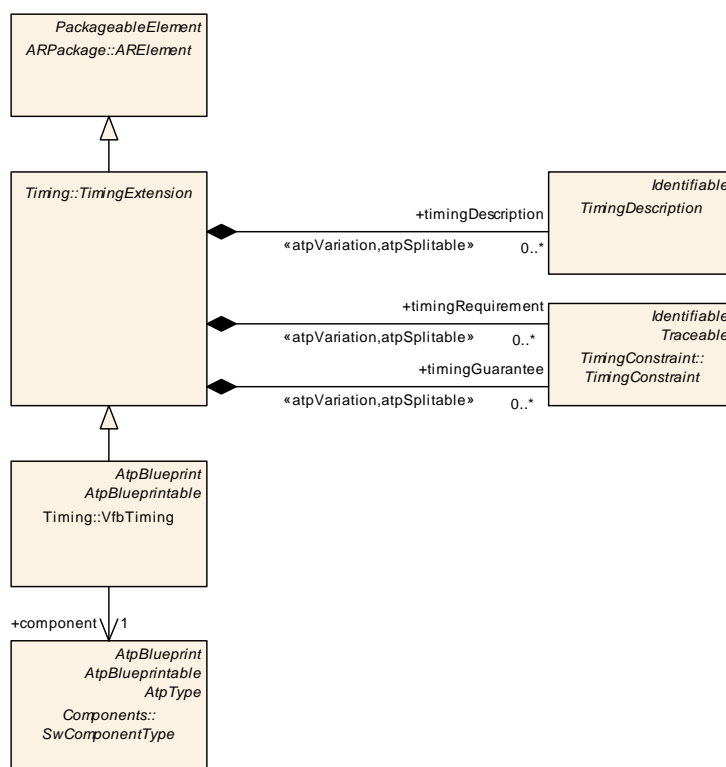 PackageableElement
ARPackage::ARElement
Timing::TimingExtension
+timingDescription
«atpVariation,atpSplitable»
0..*
Identifiable
TimingDescription
+timingRequirement
«atpVariation,atpSplitable»
0..*
+timingGuarantee
«atpVariation,atpSplitable»
0..*
Identifiable
Traceable
TimingConstraint::
TimingConstraint
AtpBlueprint
AtpBlueprintable
Timing::VfbTiming
+component
1
AtpBlueprint
AtpBlueprintable
AtpType
Components::
SwComponentType